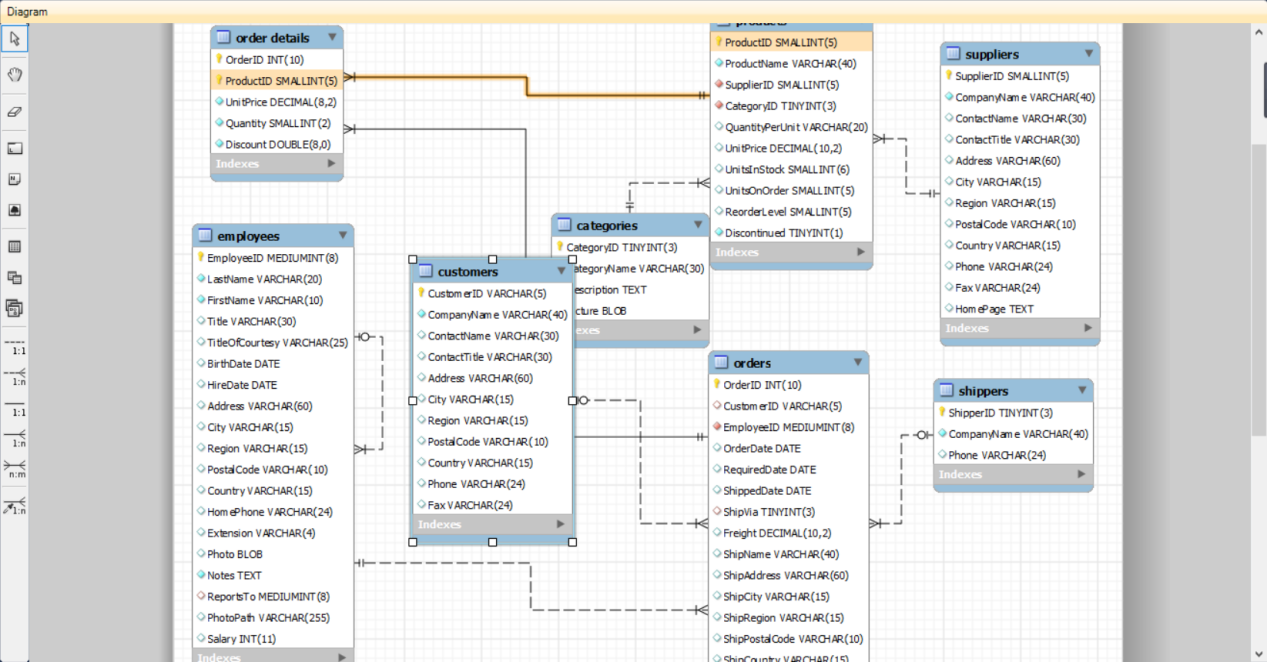 Diagram
1:1
1:n
1:1
1:n
n:m
1:n
order details
OrderID INT(10)
ProductID SMALLINT(5)
UnitPrice DECIMAL(8,2)
Quantity SMALLINT(2)
Discount DOUBLE(8,0)
Indexes
products
ProductID SMALLINT(5)
ProductName VARCHAR(40)
SupplierID SMALLINT(5)
CategoryID TINYINT(3)
QuantityPerUnit VARCHAR(20)
UnitPrice DECIMAL(10,2)
UnitsInStock SMALLINT(6)
UnitsOnOrder SMALLINT(5)
ReorderLevel SMALLINT(5)
Discontinued TINYINT(1)
Indexes
suppliers
SupplierID SMALLINT(5)
CompanyName VARCHAR(40)
ContactName VARCHAR(30)
ContactTitle VARCHAR(30)
Address VARCHAR(60)
City VARCHAR(15)
Region VARCHAR(15)
PostalCode VARCHAR(10)
Country VARCHAR(15)
Phone VARCHAR(24)
Fax VARCHAR(24)
HomePage TEXT
Indexes
categories
CategoryID TINYINT(3)
ategoryName VARCHAR(30)
escription TEXT
cture BLOB
exes
employees
EmployeeID MEDIUMINT(8)
LastName VARCHAR(20)
FirstName VARCHAR(10)
Title VARCHAR(30)
TitleOfCourtesy VARCHAR(25)
BirthDate DATE
HireDate DATE
Address VARCHAR(60)
City VARCHAR(15)
Region VARCHAR(15)
PostalCode VARCHAR(10)
Country VARCHAR(15)
HomePhone VARCHAR(24)
Extension VARCHAR(4)
Photo BLOB
Notes TEXT
ReportsTo MEDIUMINT(8)
PhotoPath VARCHAR(255)
Salary INT(11)
Indexes
customers
CustomerID VARCHAR(5)
CompanyName VARCHAR(40)
ContactName VARCHAR(30)
ContactTitle VARCHAR(30)
Address VARCHAR(60)
City VARCHAR(15)
Region VARCHAR(15)
PostalCode VARCHAR(10)
Country VARCHAR(15)
Phone VARCHAR(24)
Fax VARCHAR(24)
Indexes
orders
OrderID INT(10)
CustomerID VARCHAR(5)
EmployeeID MEDIUMINT(8)
OrderDate DATE
RequiredDate DATE
ShippedDate DATE
ShipVia TINYINT(3)
Freight DECIMAL(10,2)
ShipName VARCHAR(40)
ShipAddress VARCHAR(60)
ShipCity VARCHAR(15)
ShipRegion VARCHAR(15)
ShipPostalCode VARCHAR(10)
ShipCountry VARCHAR(15)
shippers
ShipperID TINYINT(3)
CompanyName VARCHAR(40)
Phone VARCHAR(24)
Indexes